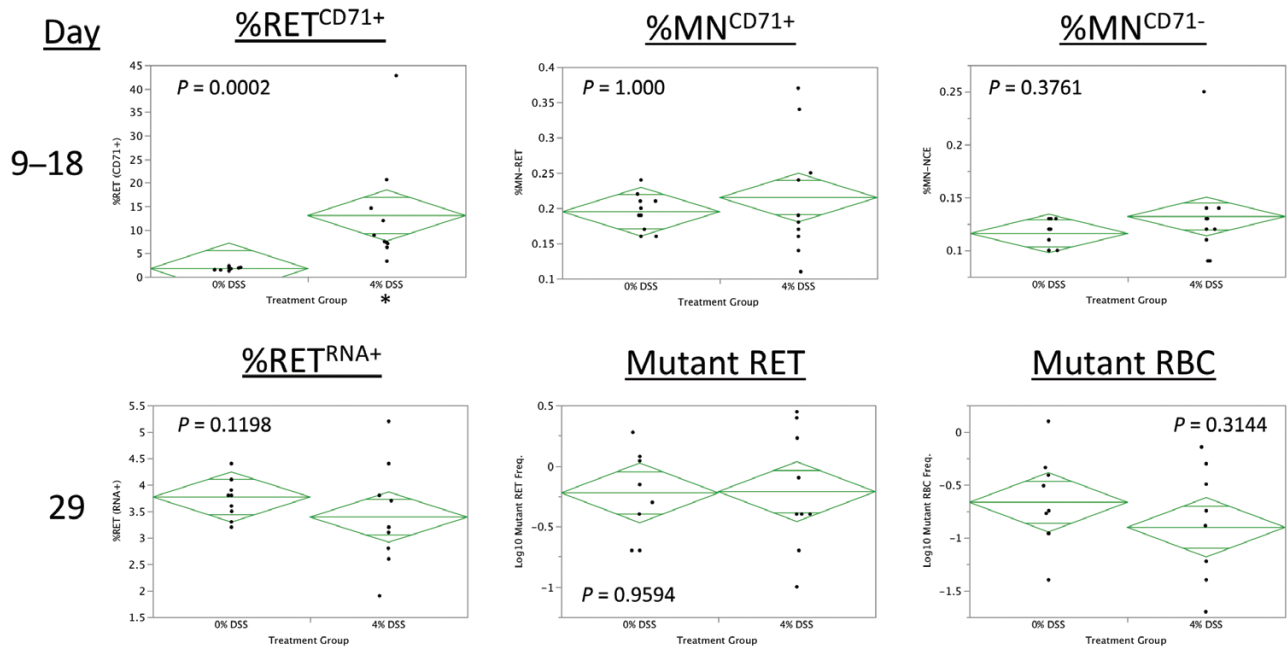 Day
%RETCD71+
%MNCD71+
%MNCD71-
9–18
P = 0.0002
%RET (CD71+)
45
40
35
30
25
20
15
10
5
0
0% DSS
4% DSS
Treatment Group
*
P = 1.000
%MN-RET
0.4
0.35
0.3
0.25
0.2
0.15
0.1
0% DSS
4% DSS
Treatment Group
P = 0.3761
%MN-NCE
0.25
0.2
0.15
0.1
0% DSS
4% DSS
Treatment Group
%RETRNA+
Mutant RET
Mutant RBC
29
P = 0.1198
%RET (RNA+)
5.5
5
4.5
4
3.5
3
2.5
2
1.5
0% DSS
4% DSS
Treatment Group
P = 0.9594
Log10 Mutant RET Freq.
0.5
0
-0.5
-1
0% DSS
4% DSS
Treatment Group
P = 0.3144
Log10 Mutant RBC Freq.
0
-0.5
-1
-1.5
0% DSS
4% DSS
Treatment Group